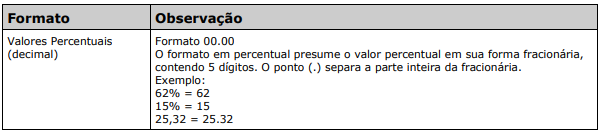 Formato
Observação
Valores Percentuais
(decimal)
Formato 00.00
O formato em percentual presume o valor percentual em sua forma fracionária,
contendo 5 dígitos. O ponto (.) separa a parte inteira da fracionária.
Exemplo:
62% = 62
15% = 15
25,32 = 25.32